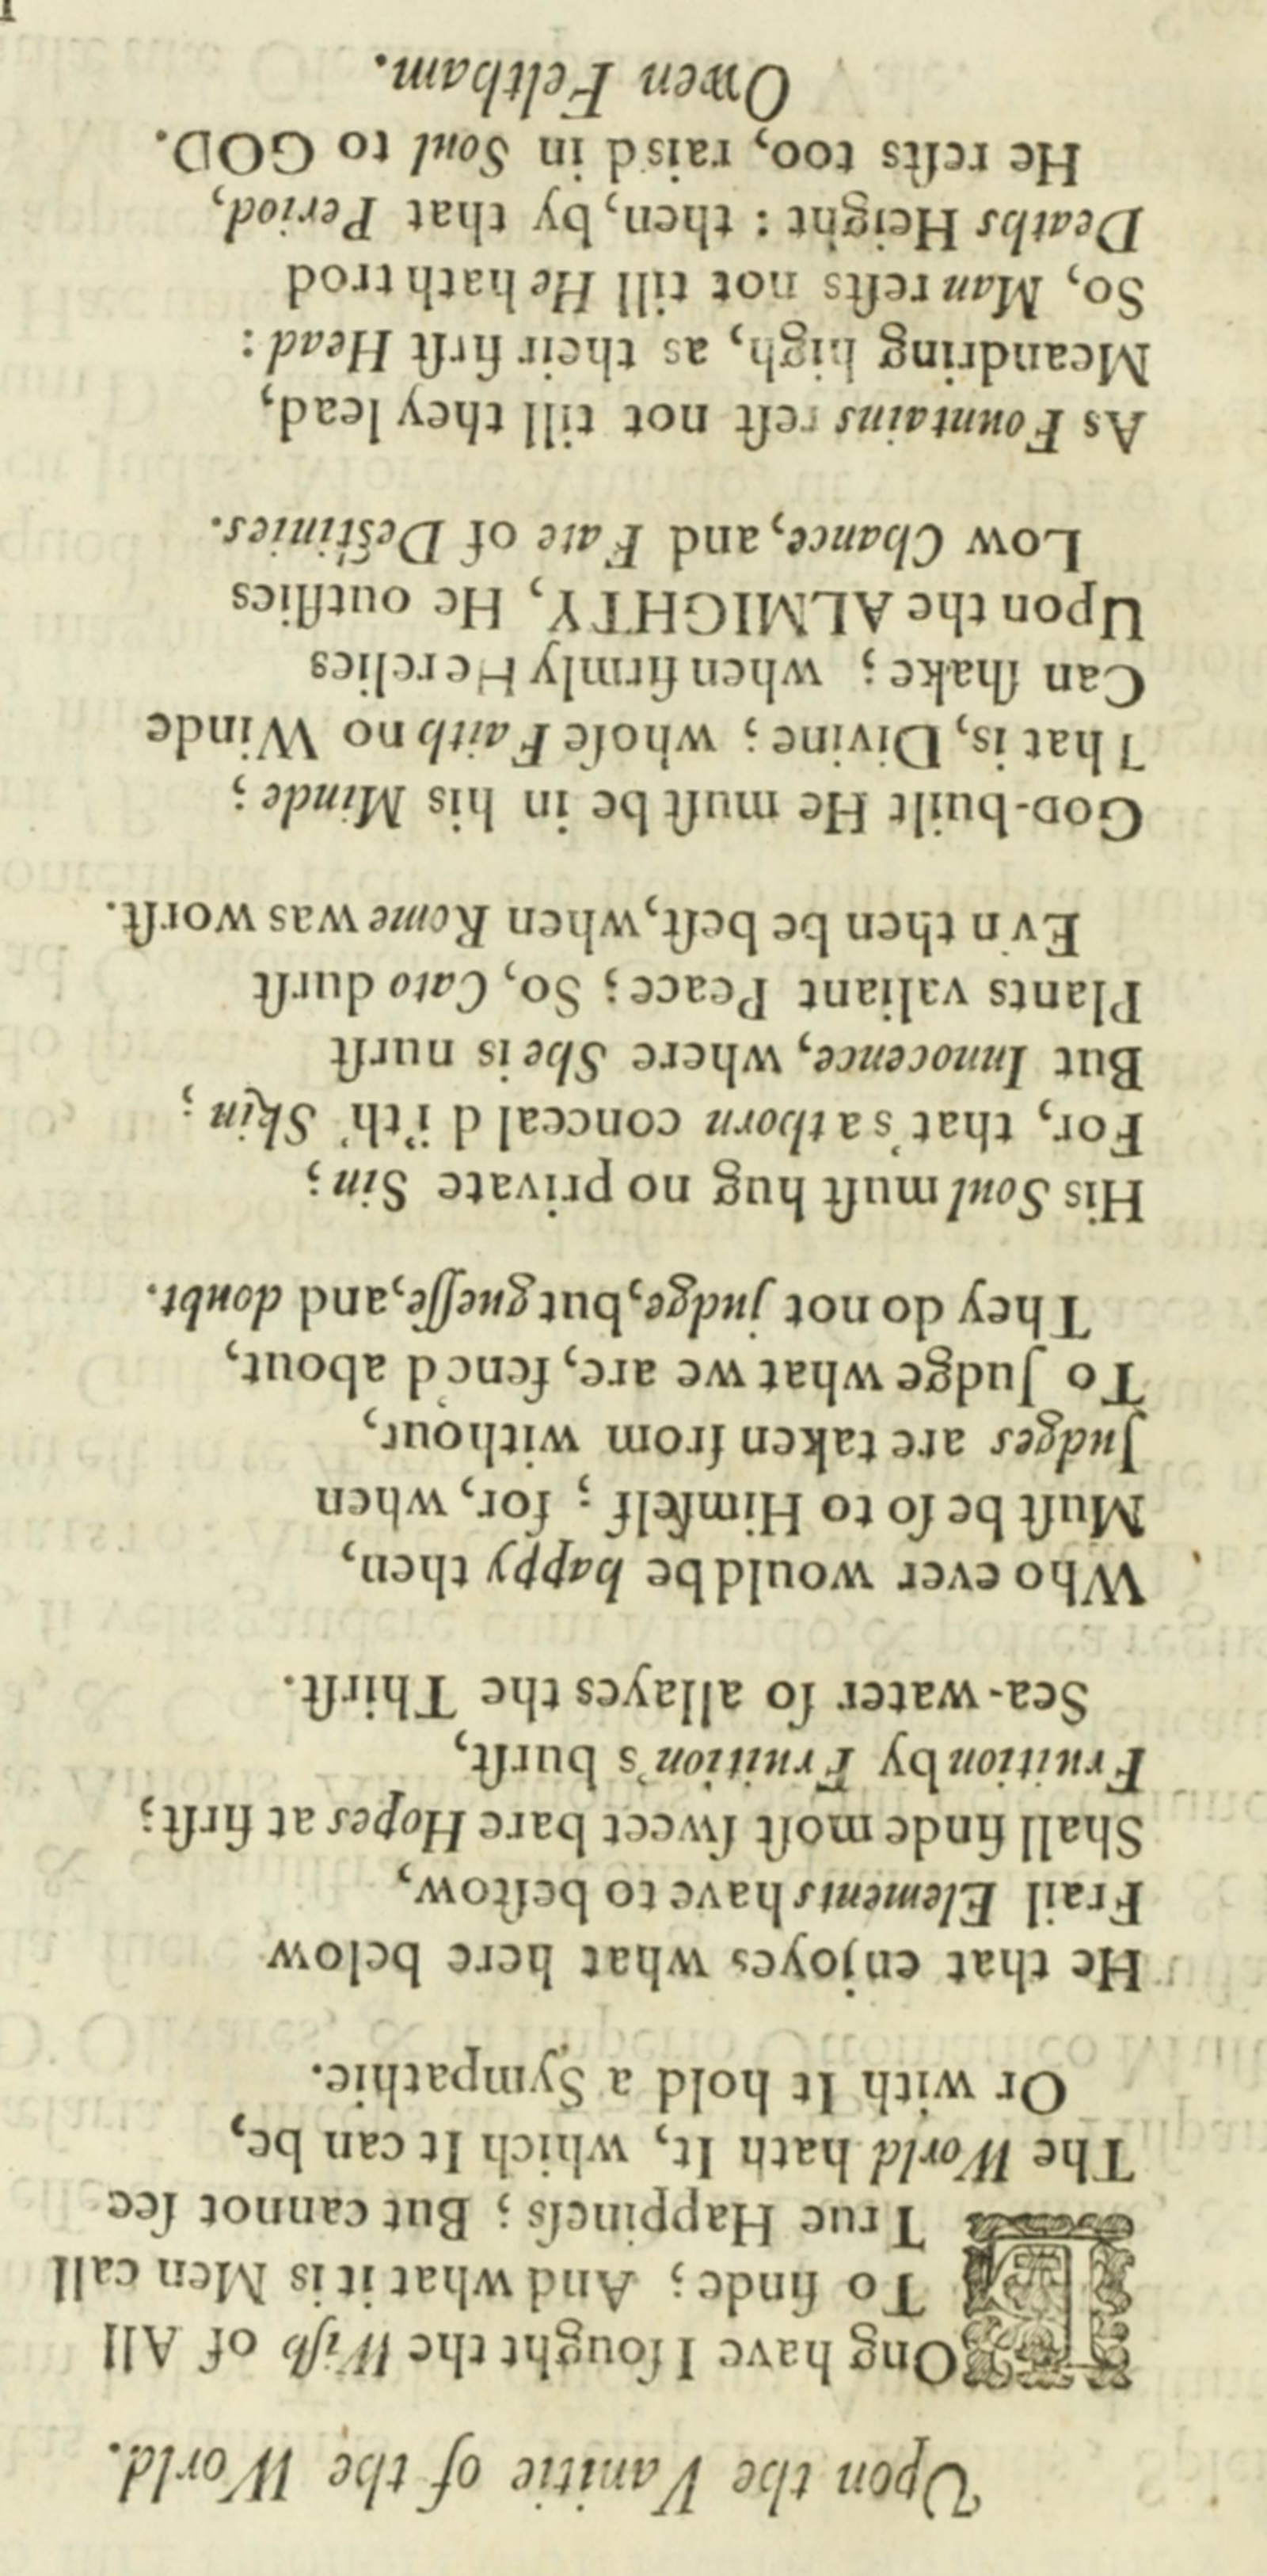 Upon the Vanitie of the World.
LOng have I ſought the Wiſh of All
To finde; And what it is Men call
True Happineſs; But cannot ſee
The World hath It, which It can be,
Or with It hold a Sympathie.
He that enjoyes what here below
Frail Elements have to beſtow,
Shall finde moſt ſweet bare Hopes at firſt;
Fruition by Fruition's burſt,
Sea-water ſo allayes the Thirſt.
Who ever would be happy then,
Muſt be ſo to Himſelf; for, when
Judges are taken from without,
To Judge what we are, fenc'd about,
They do not judge, but gueſſe, and doubt.
His Soul muſt hug no private Sin;
For, that's a thorn conceal'd i'th' Skin;
But Innocence, where She is nurſt
Plants valiant Peace; So, Cato durſt
Ev'n then be beſt, when Rome was worſt.
GOD-built He muſt be in his Minde;
That is, Divine; whoſe Faith no Winde
Can ſhake; when firmly He relies
Upon the ALMIGHTY, He outflies
Low Chance, and Fate of Deſtinies.
As Fountains reſt not till they lead,
Meandring high, as their firſt Head:
So, Man reſts not till He hath trod
Deaths Height: then, by that Period,
He reſts too, rais'd in Soul to GOD.
Owen Feltham.